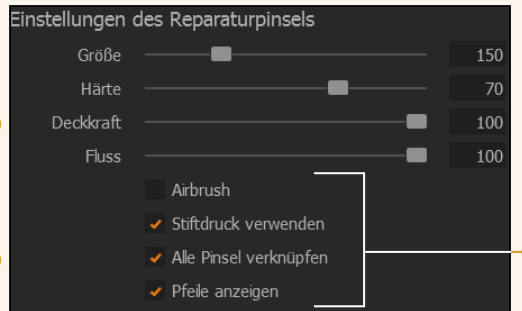 Einstellungen des Reparaturpinsels
Größe 150
Härte 70
Deckkraft 100
Fluss 100
Airbrush
Stiftdruck verwenden
Alle Pinsel verknüpfen
Pfeile anzeigen